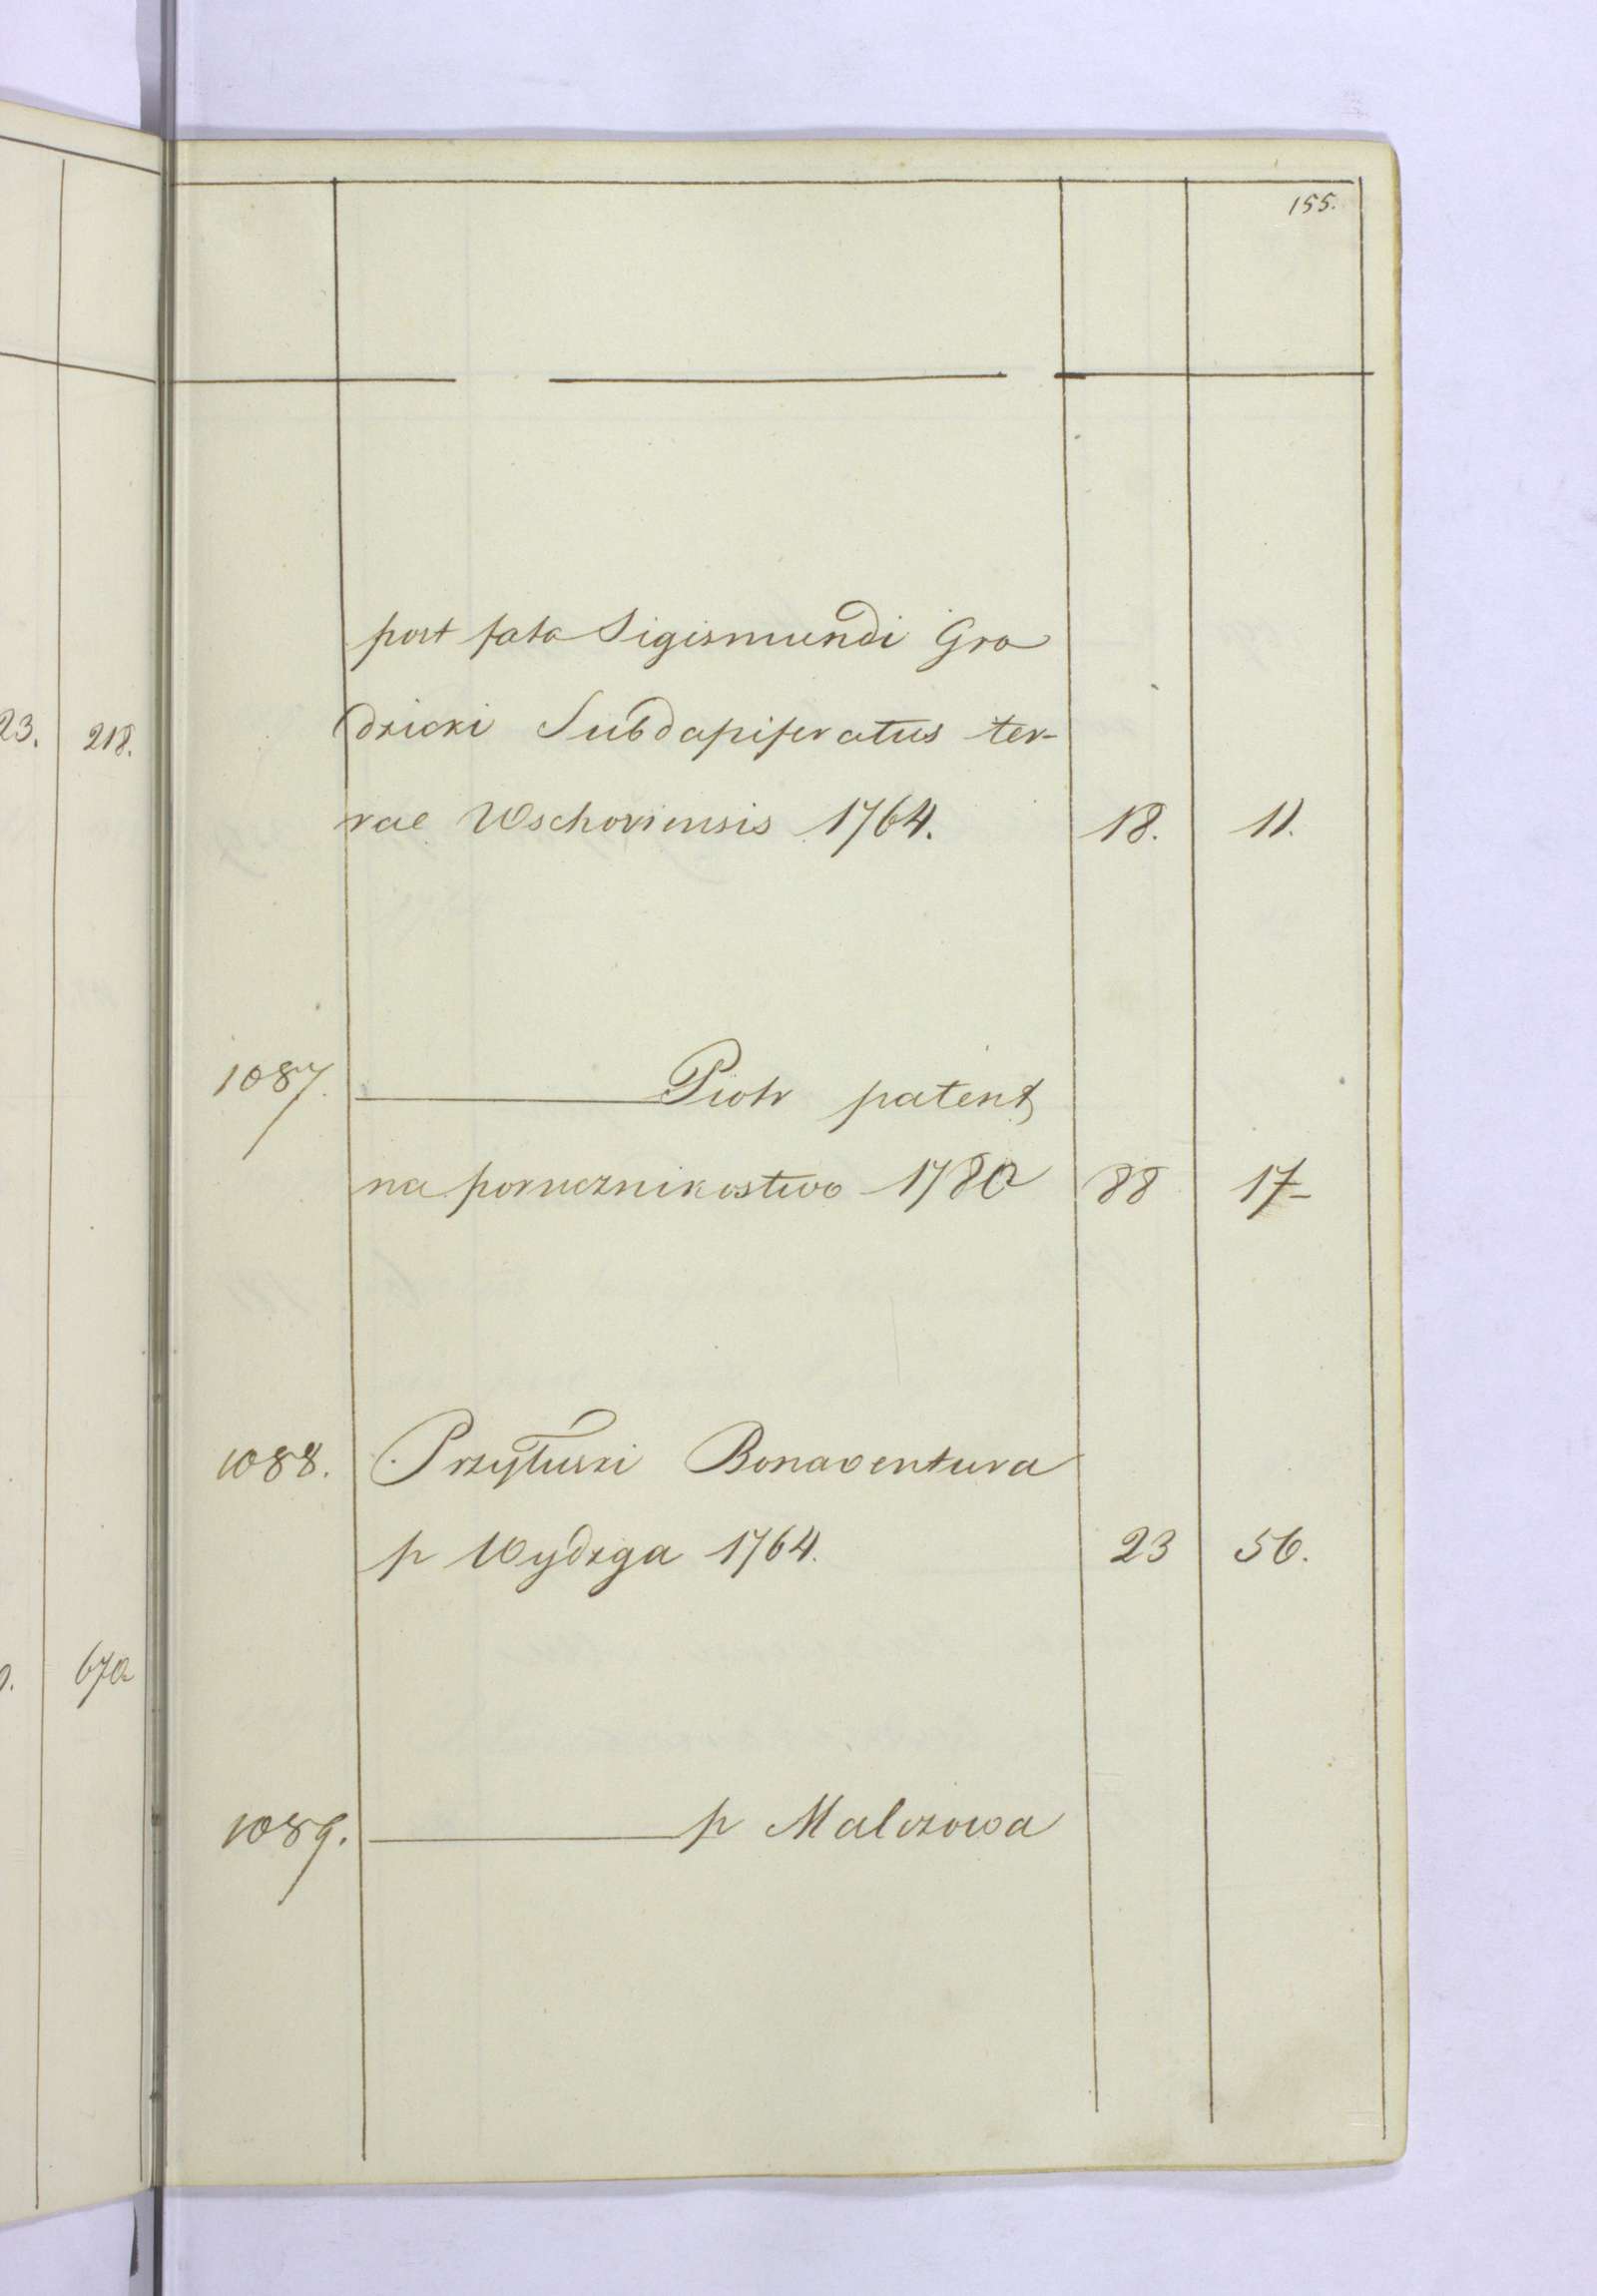 155.
post fata Sigismundi Gro
dzicki Subdapiferatus ter-
rae Wschoviensis 1764. 18. 11.
23. 218.
1087. Piotr patent
na porucznikostwo 1780 88 17-
1088. Przyłuski Bonaventura
p Wydzga 1764. 23 56.
670
1089. p Malczowa